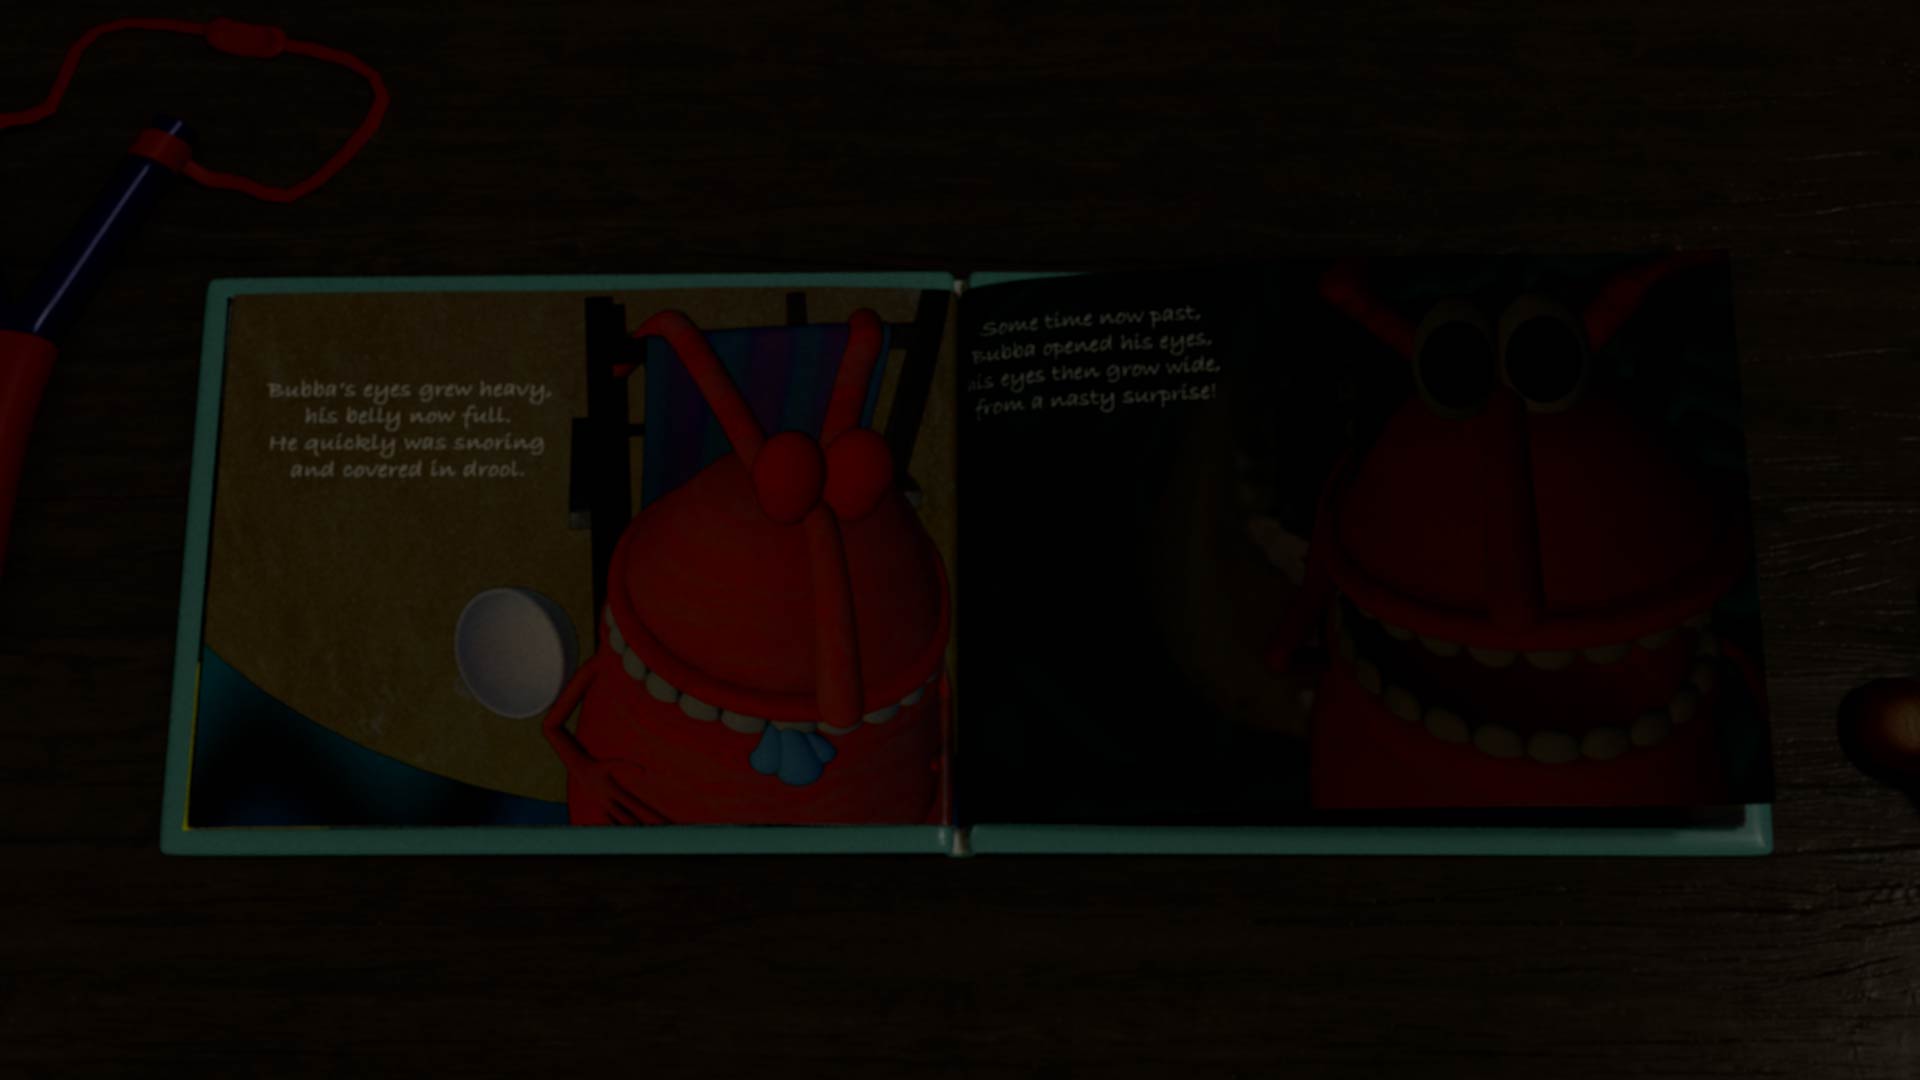 Bubba's eyes grew heavy,
his belly now full.
He quickly was snoring
and covered in drool.
Some time now past,
Bubba opened his eyes,
his eyes then grow wide,
from a nasty surprise!